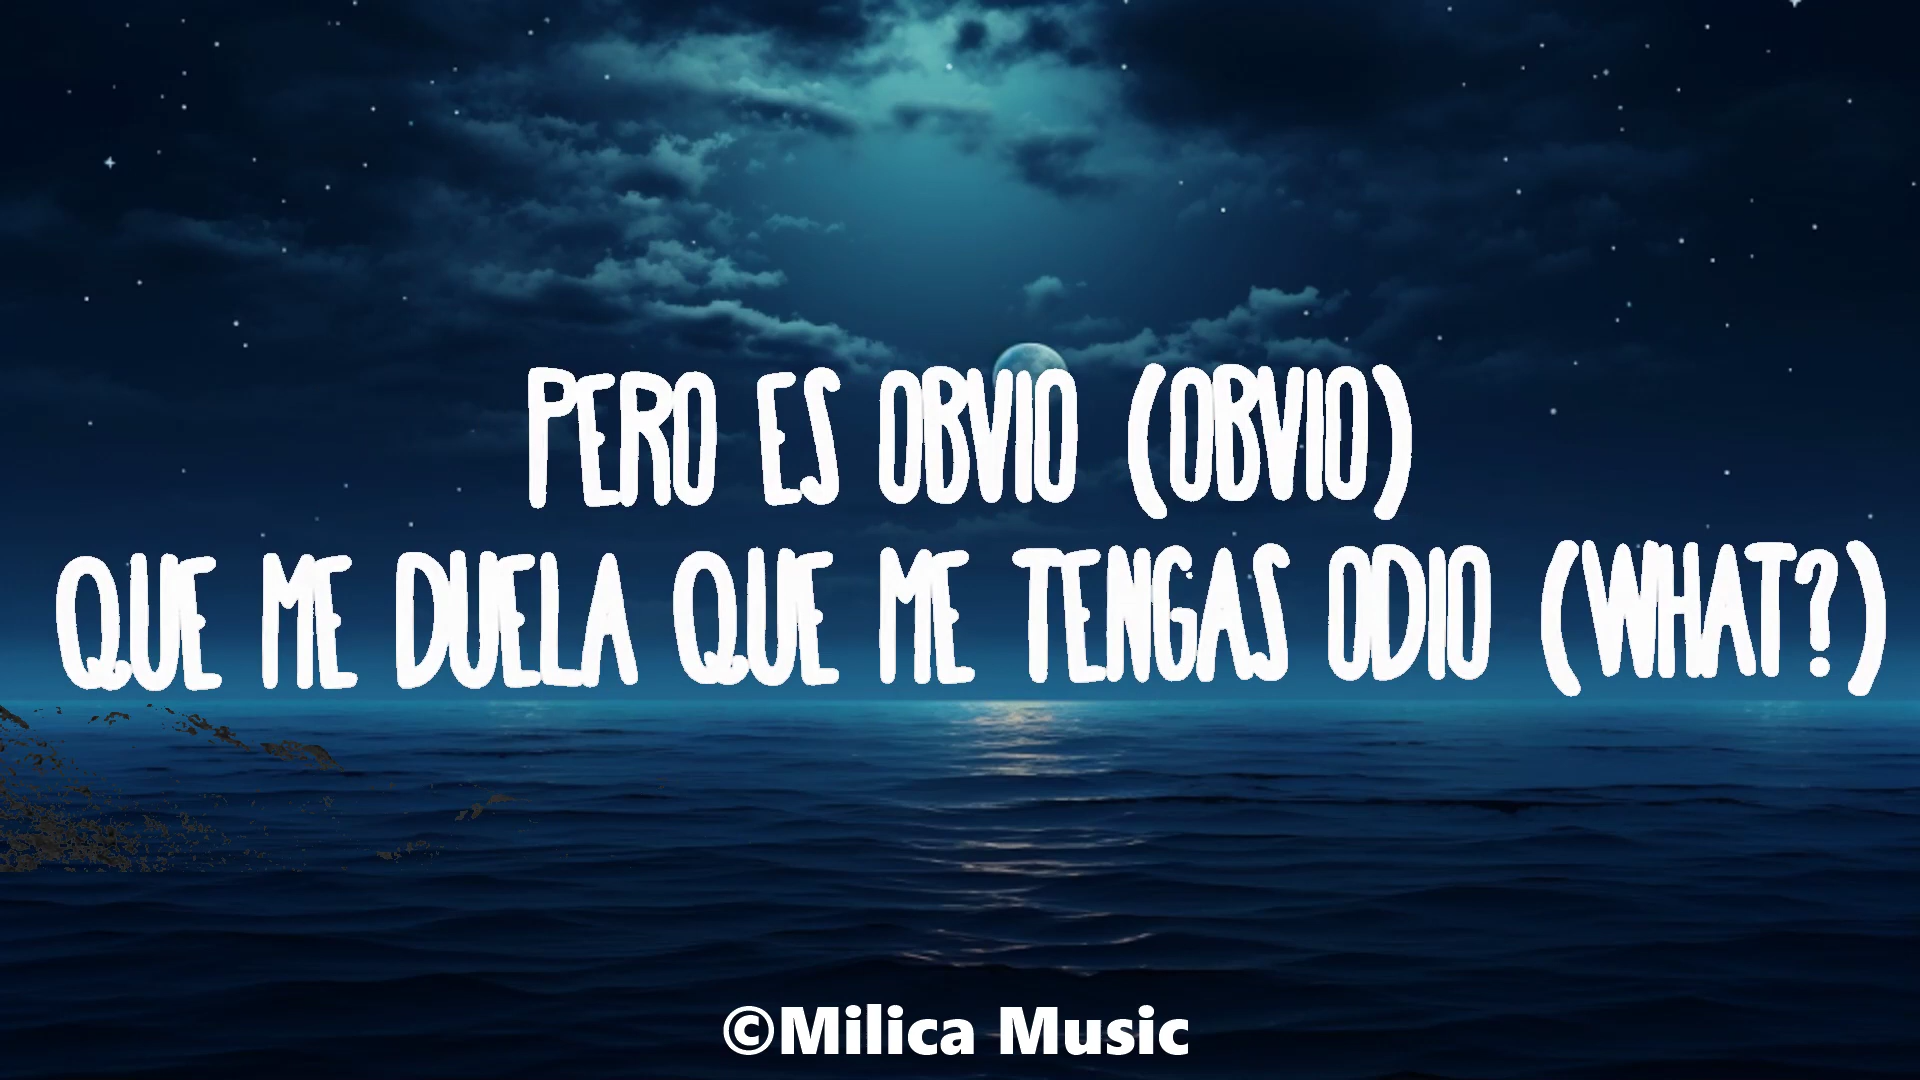 PERO ES OBVIO (OBVIO)
QUE ME DUELA QUE ME TENGAS ODIO (WHAT?)
©Milica Music